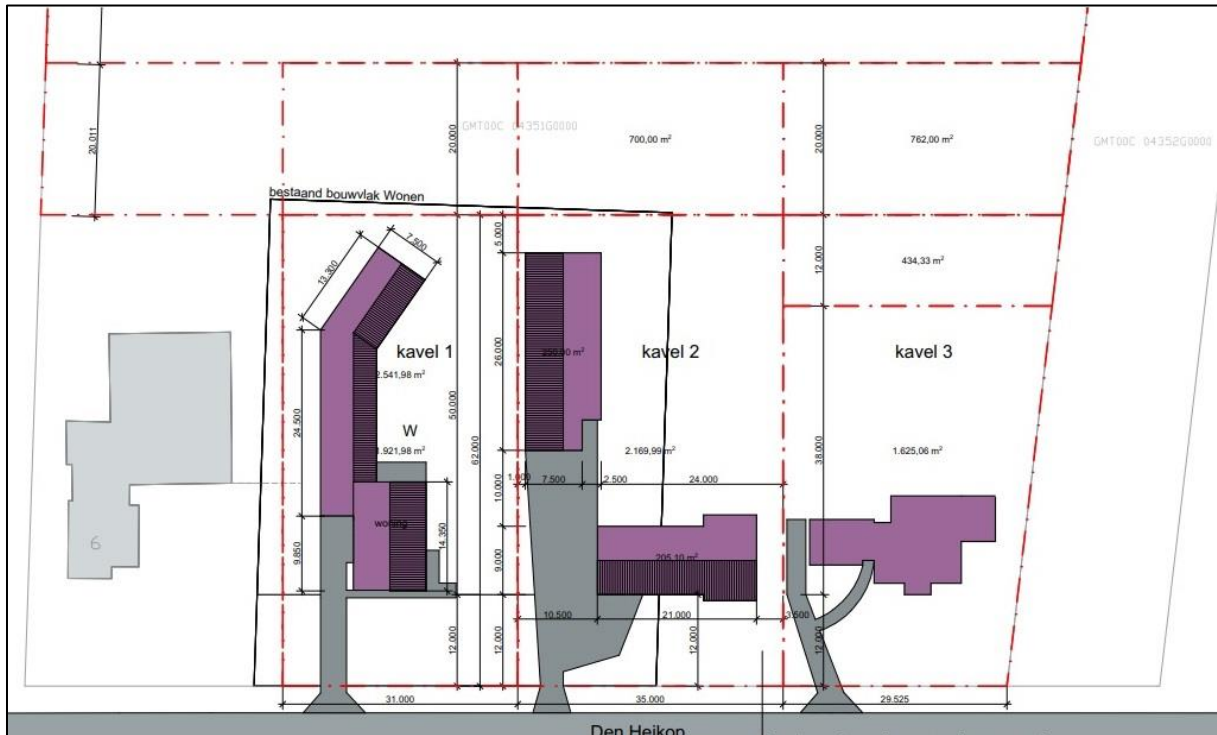 GMT00C 04351G0000
GMT00C 04352G0000
20.011
20.000
700,00 m²
20.000
762,00 m²
bestaand bouwvlak Wonen
7.500
13.300
5.000
12.000
434,33 m²
kavel 1
2.541,98 m²
26.000
250,00 m²
kavel 2
kavel 3
24.500
50.000
62.000
W
1.921,98 m²
2.169,99 m²
38.000
1.625,06 m²
1.000
7.500
2.500
24.000
10.000
woning
14.350
9.850
6
9.000
205,10 m²
10.500
21.000
3.500
12.000
12.000
12.000
12.000
31.000
35.000
29.525
Den Heikop